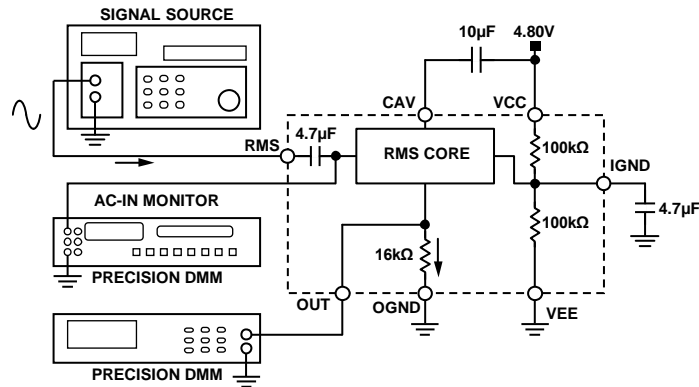 SIGNAL SOURCE
10µF
4.80V
CAV
VCC
4.7µF
RMS
RMS CORE
100kΩ
IGND
AC-IN MONITOR
100kΩ
4.7µF
16kΩ
PRECISION DMM
OUT
OGND
VEE
PRECISION DMM